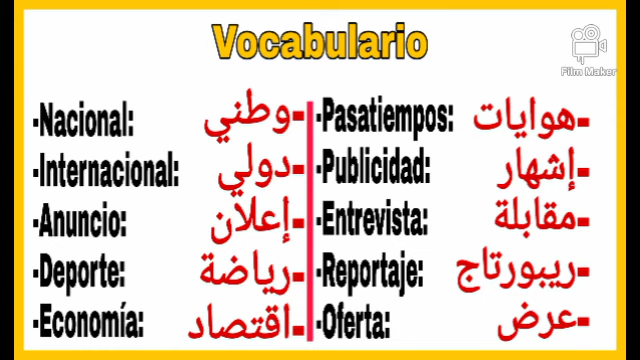 Vocabulario
Film Maker
-Nacional: وطني-
-Internacional: دولي-
-Anuncio: إعلان-
-Deporte: رياضة-
-Economía: اقتصاد-
-Pasatiempos: هوايات-
-Publicidad: إشهار-
-Entrevista: مقابلة-
-Reportaje: ريبورتاج-
-Oferta: عرض-